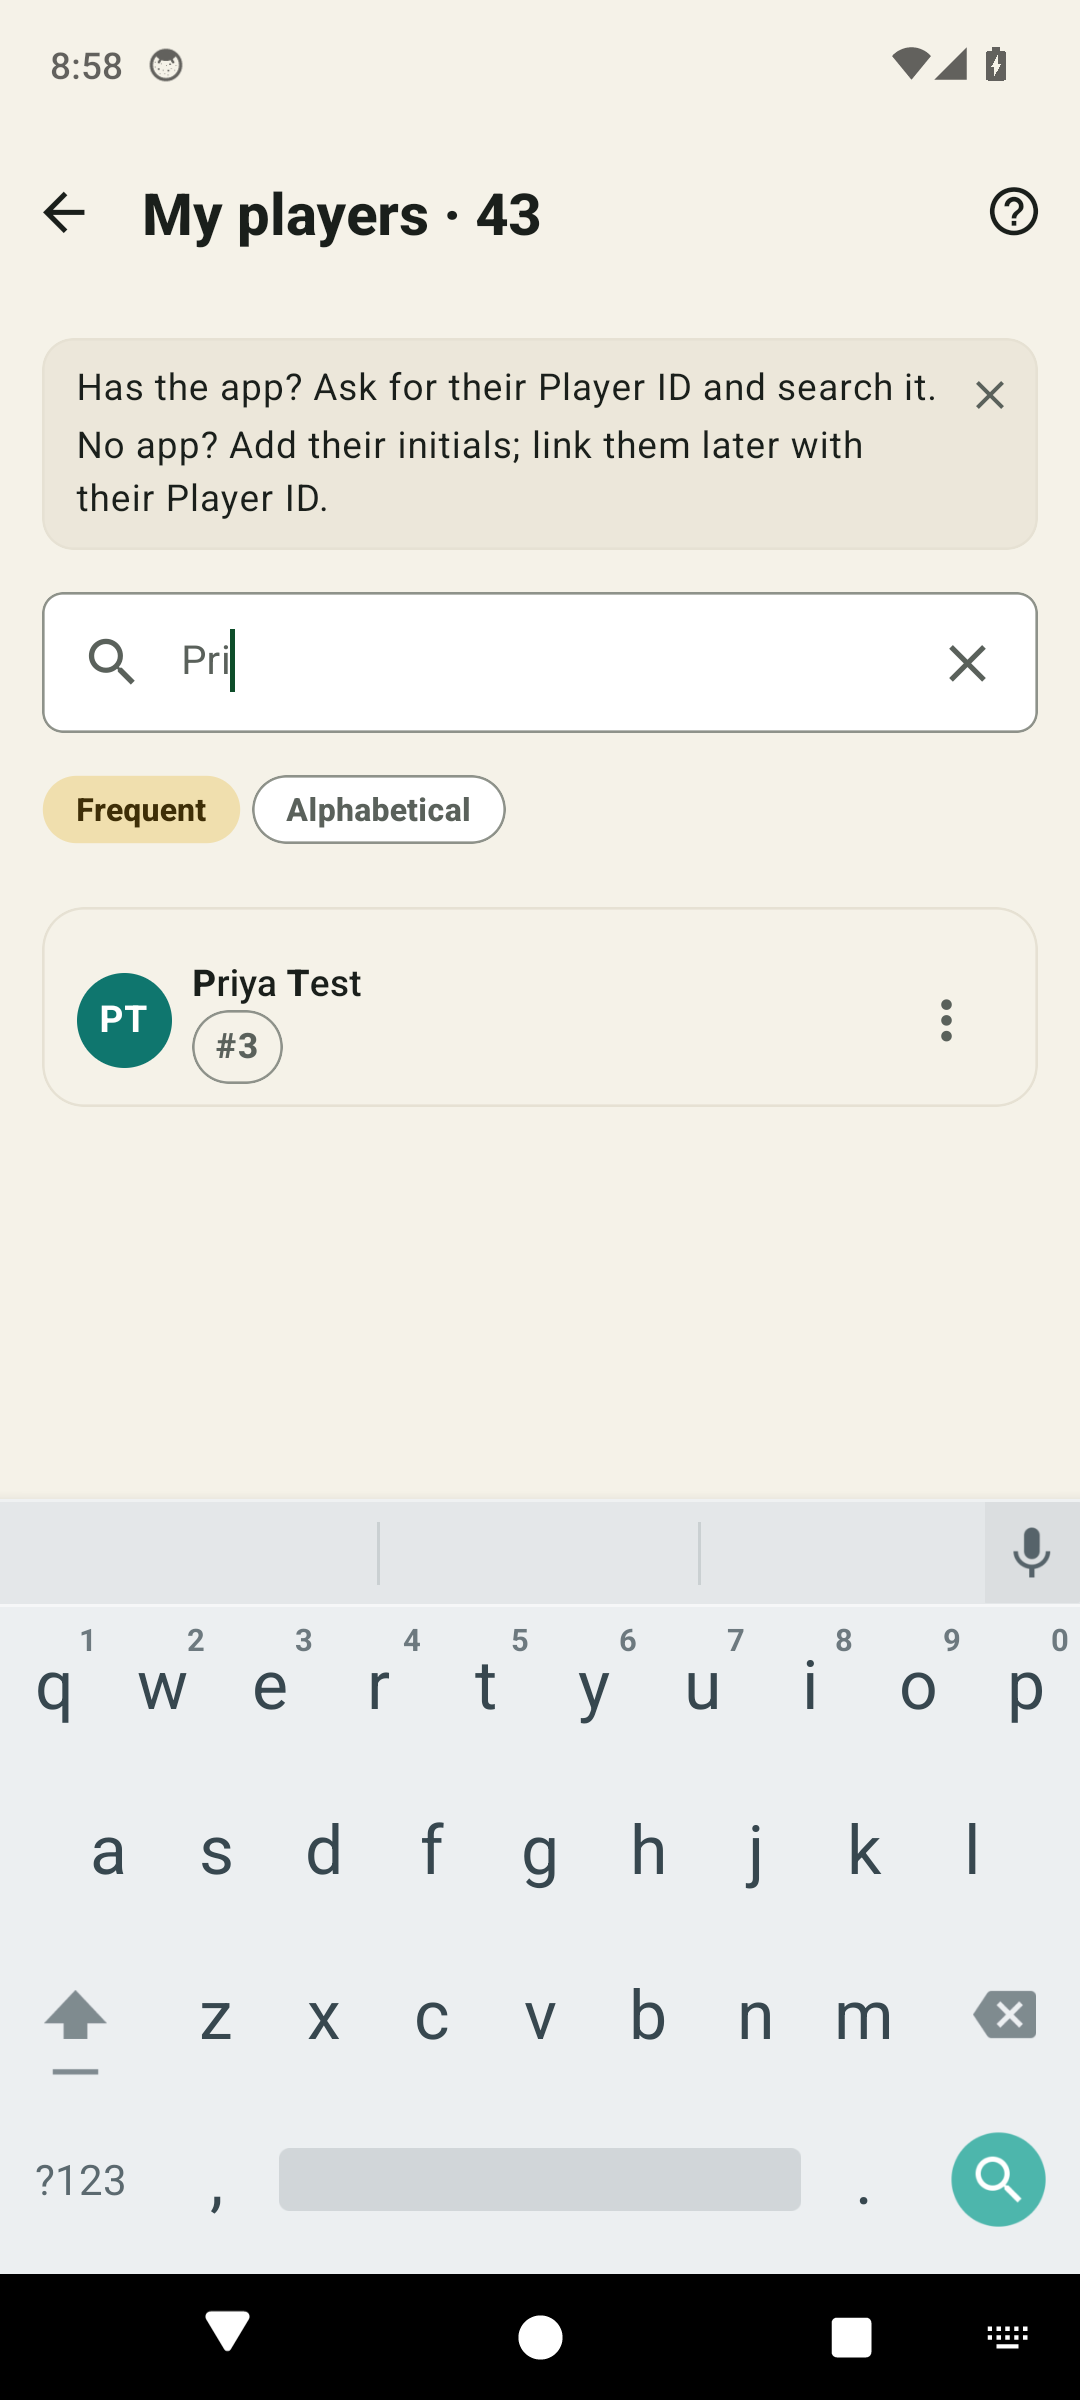 8:58
My players · 43
Has the app? Ask for their Player ID and search it.
No app? Add their initials; link them later with
their Player ID.
Pri
Frequent
Alphabetical
PT
Priya Test
#3
1 2 3 4 5 6 7 8 9 0
q w e r t y u i o p
a s d f g h j k l
z x c v b n m
?123 , .